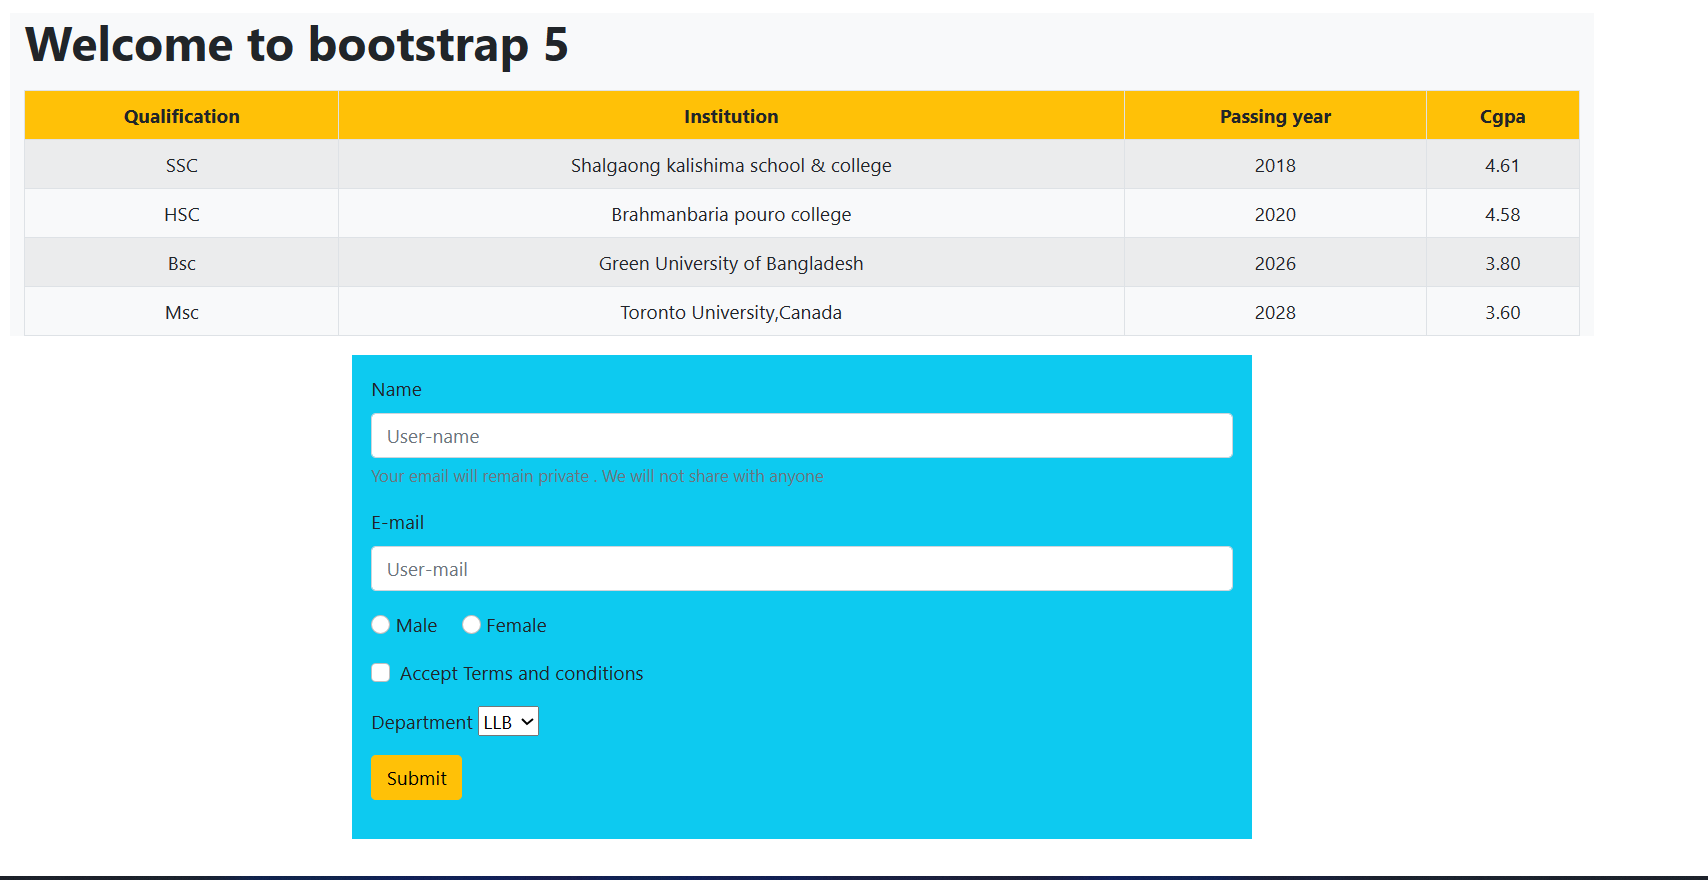 Welcome to bootstrap 5
Qualification Institution Passing year Cgpa
SSC Shalgaong kalishima school & college 2018 4.61
HSC Brahmanbaria pouro college 2020 4.58
Bsc Green University of Bangladesh 2026 3.80
Msc Toronto University,Canada 2028 3.60
Name
User-name
Your email will remain private . We will not share with anyone
E-mail
User-mail
Male Female
Accept Terms and conditions
Department LLB
Submit